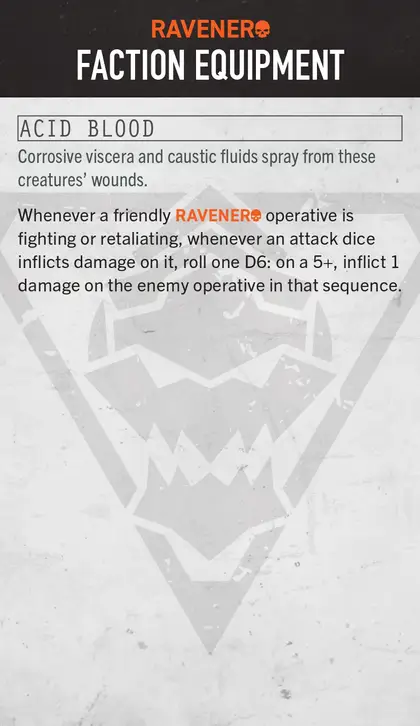 RAVENER
FACTION EQUIPMENT
ACID BLOOD
Corrosive viscera and caustic fluids spray from these
creatures’ wounds.
Whenever a friendly RAVENER operative is
fighting or retaliating, whenever an attack dice
inflicts damage on it, roll one D6: on a 5+, inflict 1
damage on the enemy operative in that sequence.